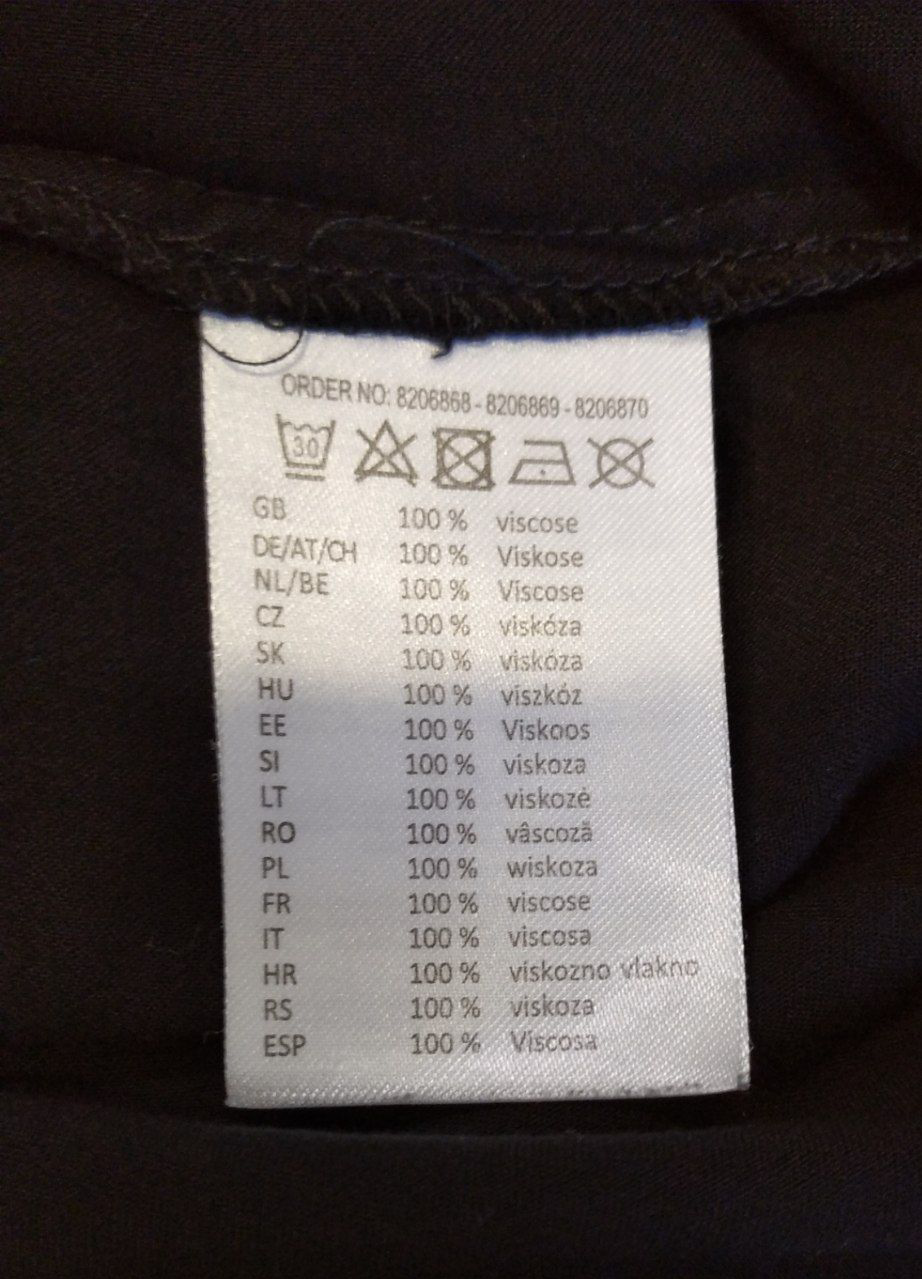 ORDER NO: 8206868 - 8206869 - 8206870
30
GB 100 % viscose
DE/AT/CH 100 % Viskose
NL/BE 100 % Viscose
CZ 100 % viskóza
SK 100 % viskóza
HU 100 % viszkóz
EE 100 % Viskoos
SI 100 % viskoza
LT 100 % viskozė
RO 100 % vâscoză
PL 100 % wiskoza
FR 100 % viscose
IT 100 % viscosa
HR 100 % viskozno vlakno
RS 100 % viskoza
ESP 100 % Viscosa